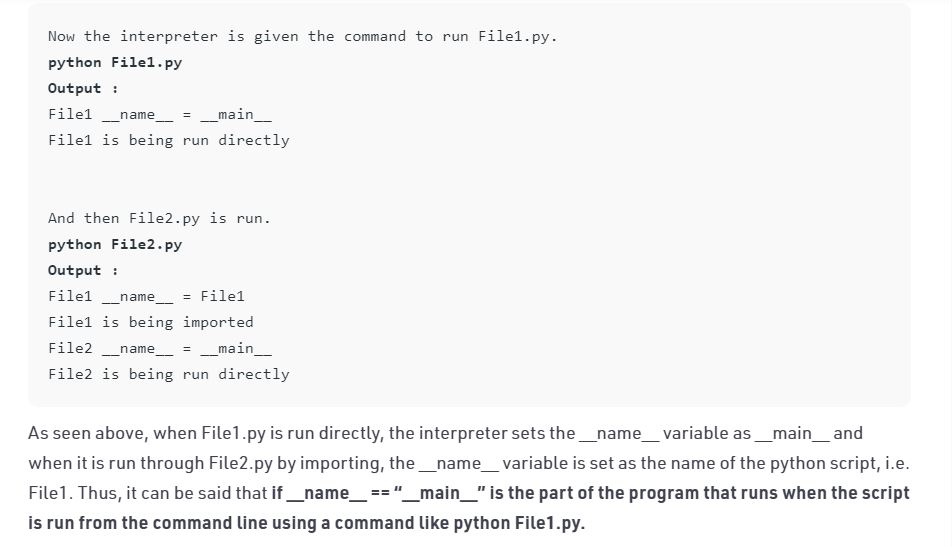 Now the interpreter is given the command to run File1.py.
python File1.py
Output :
File1 __name__ = __main__
File1 is being run directly
And then File2.py is run.
python File2.py
Output :
File1 __name__ = File1
File1 is being imported
File2 __name__ = __main__
File2 is being run directly
As seen above, when File1.py is run directly, the interpreter sets the __name__ variable as __main__ and
when it is run through File2.py by importing, the __name__ variable is set as the name of the python script, i.e.
File1. Thus, it can be said that if __name__ == “__main__” is the part of the program that runs when the script
is run from the command line using a command like python File1.py.